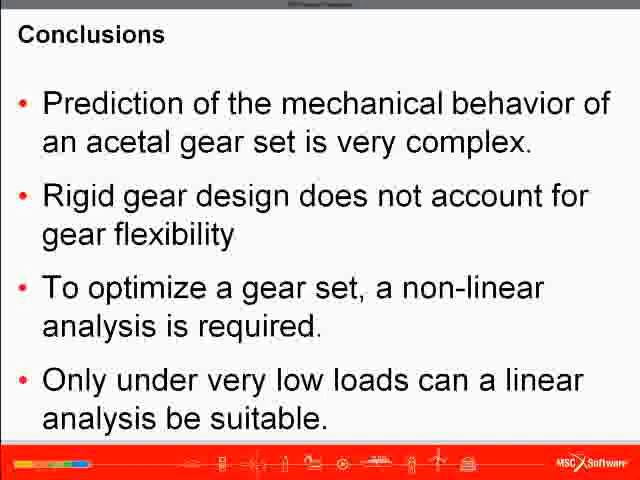 Conclusions
• Prediction of the mechanical behavior of
an acetal gear set is very complex.
• Rigid gear design does not account for
gear flexibility
• To optimize a gear set, a non-linear
analysis is required.
• Only under very low loads can a linear
analysis be suitable.
MSC Software